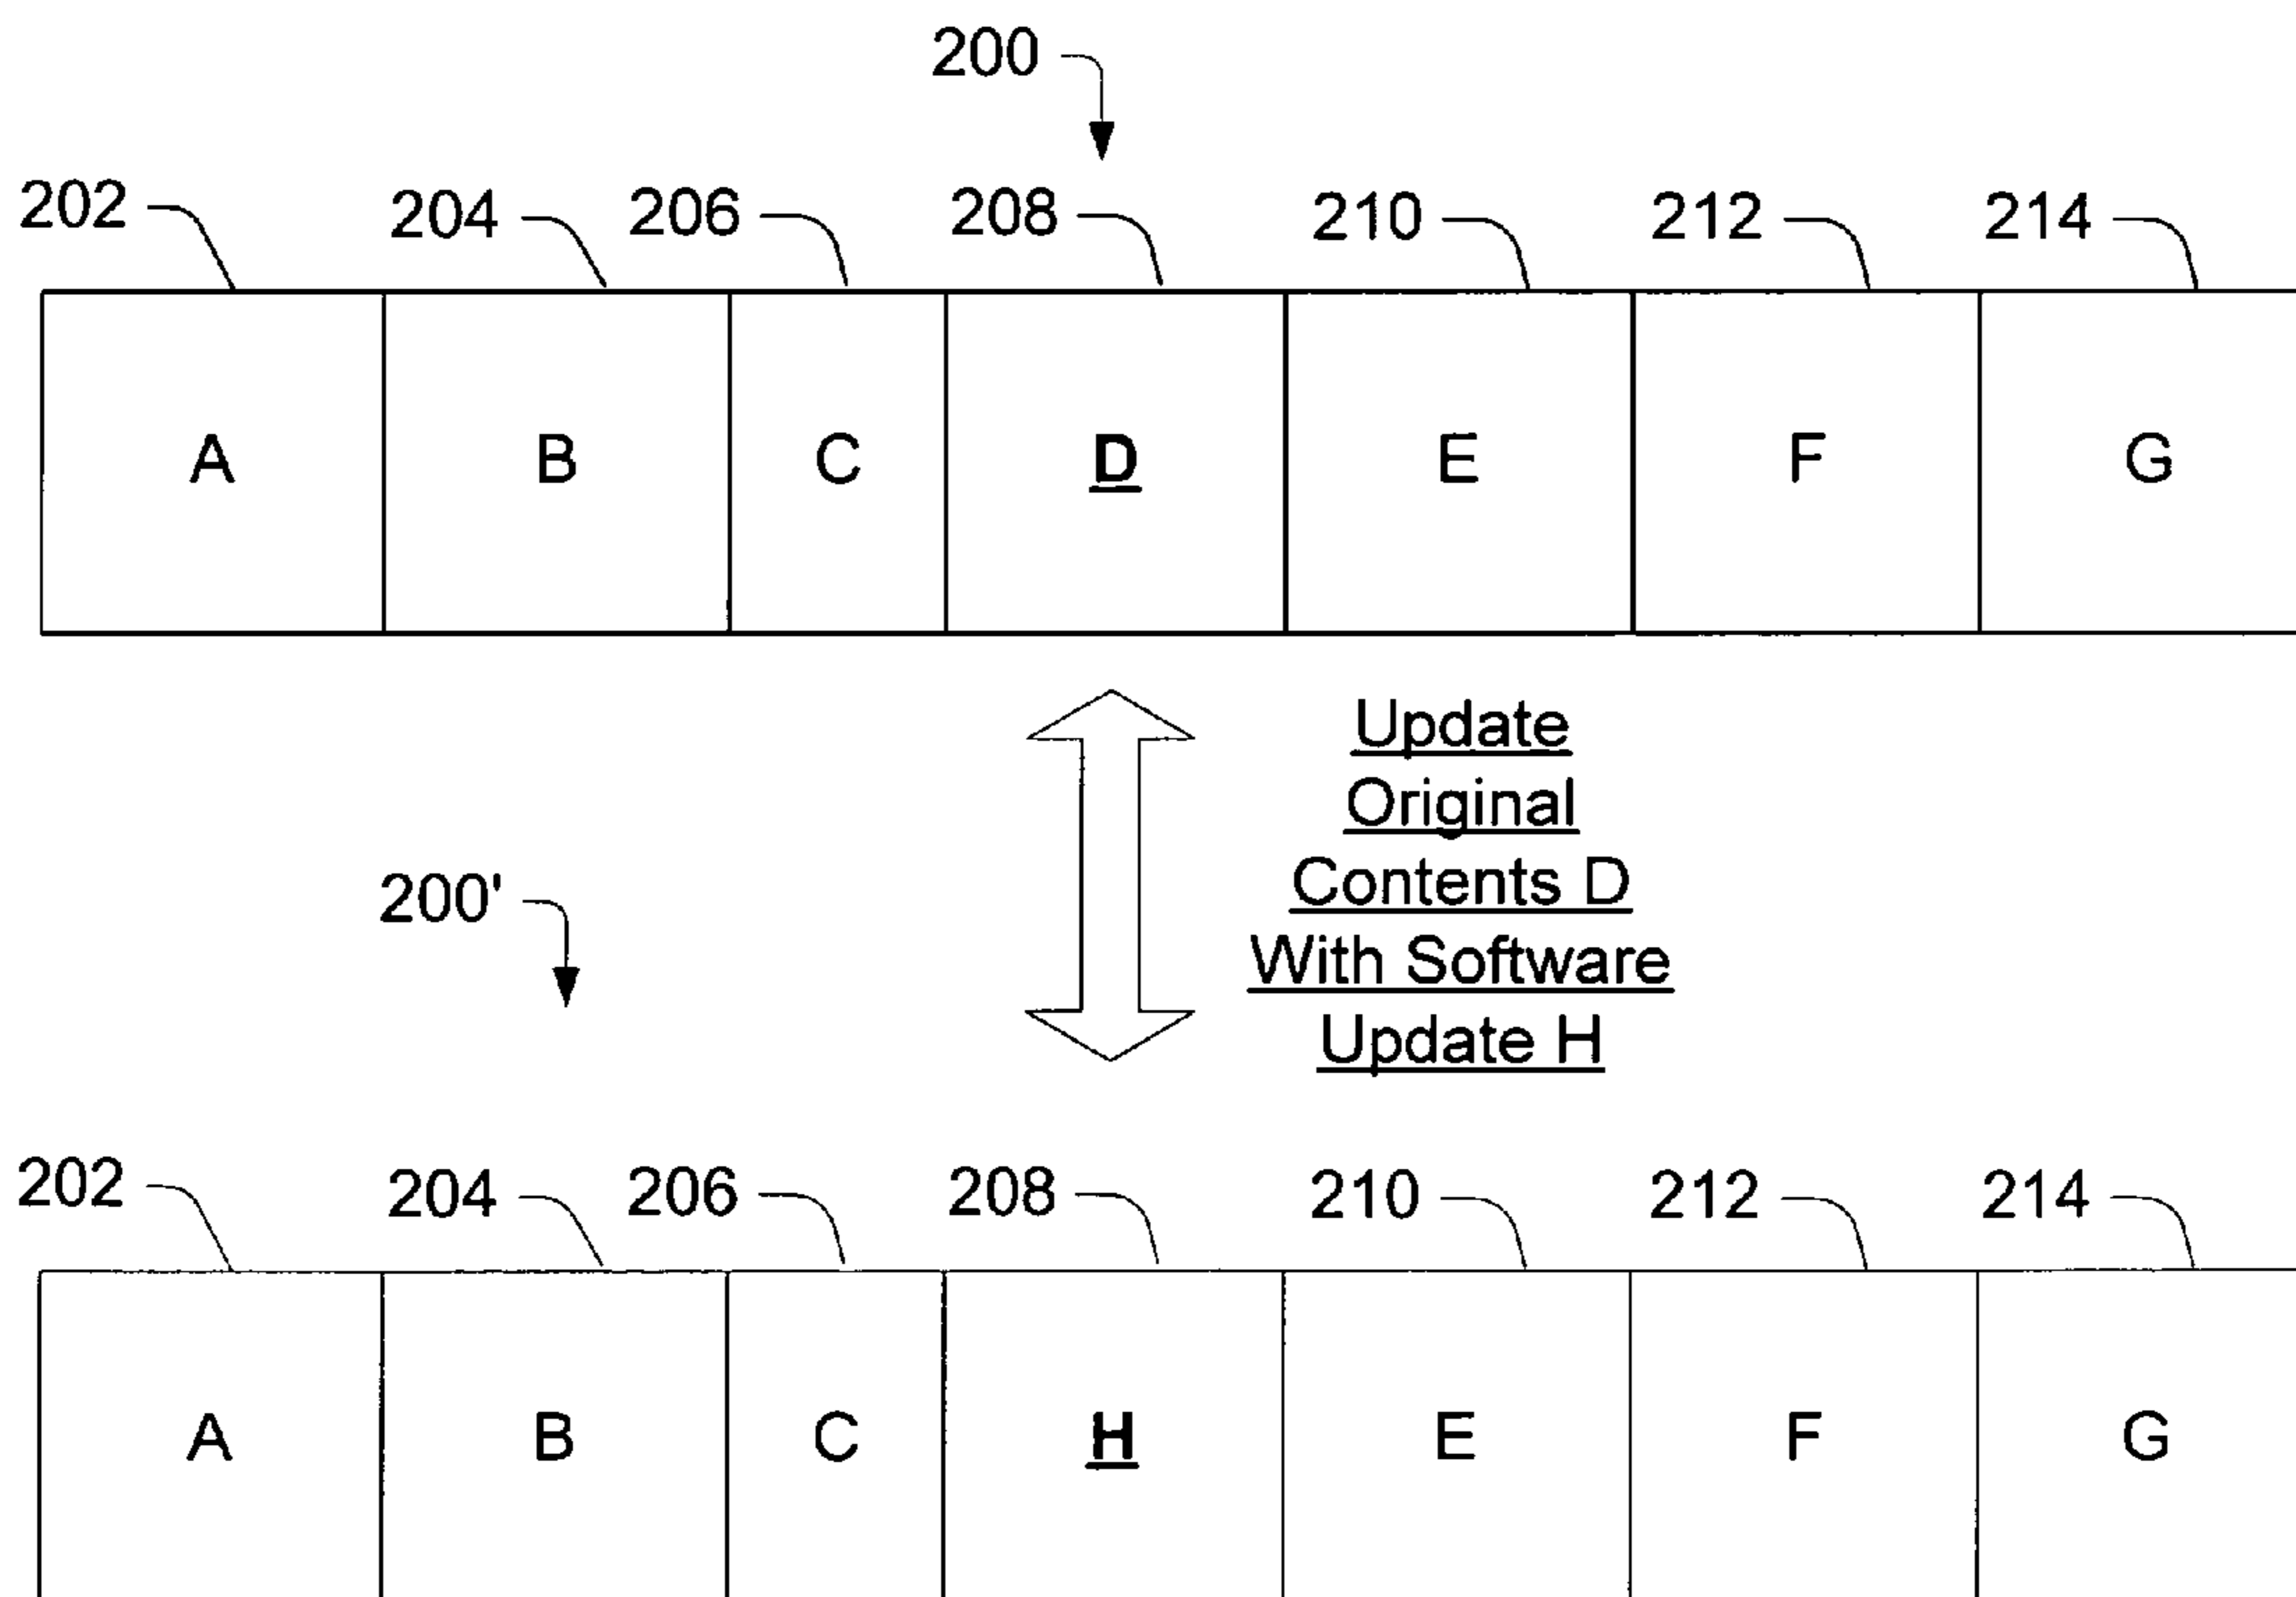 200
202 204 206 208 210 212 214
A B C D E F G
Update
Original
Contents D
With Software
Update H
200'
202 204 206 208 210 212 214
A B C H E F G